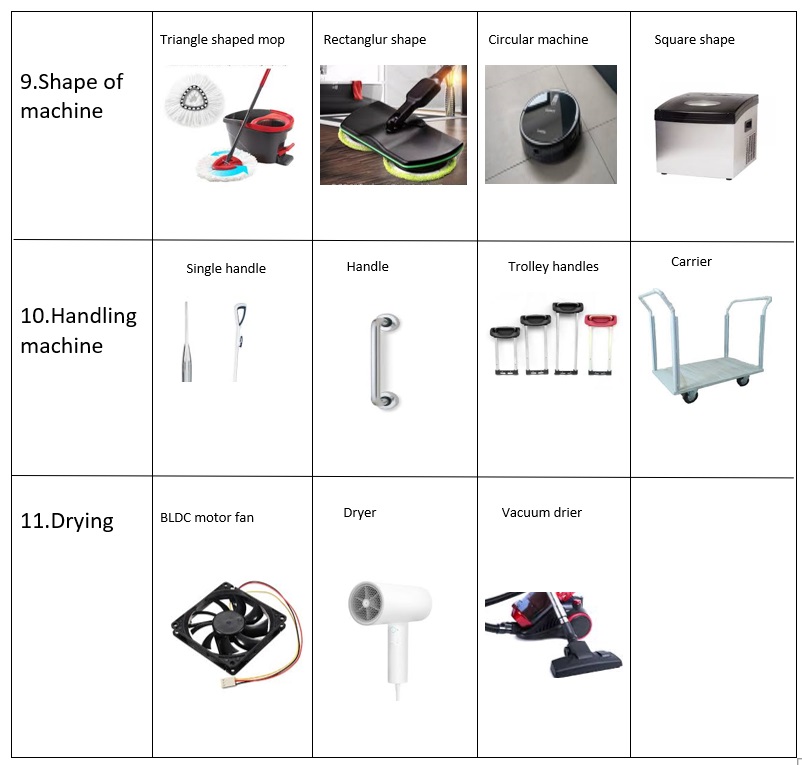 Triangle shaped mop
Rectanglur shape
Circular machine
Square shape
9.Shape of
machine
Single handle
Handle
Trolley handles
Carrier
10.Handling
machine
11.Drying
BLDC motor fan
Dryer
Vacuum drier